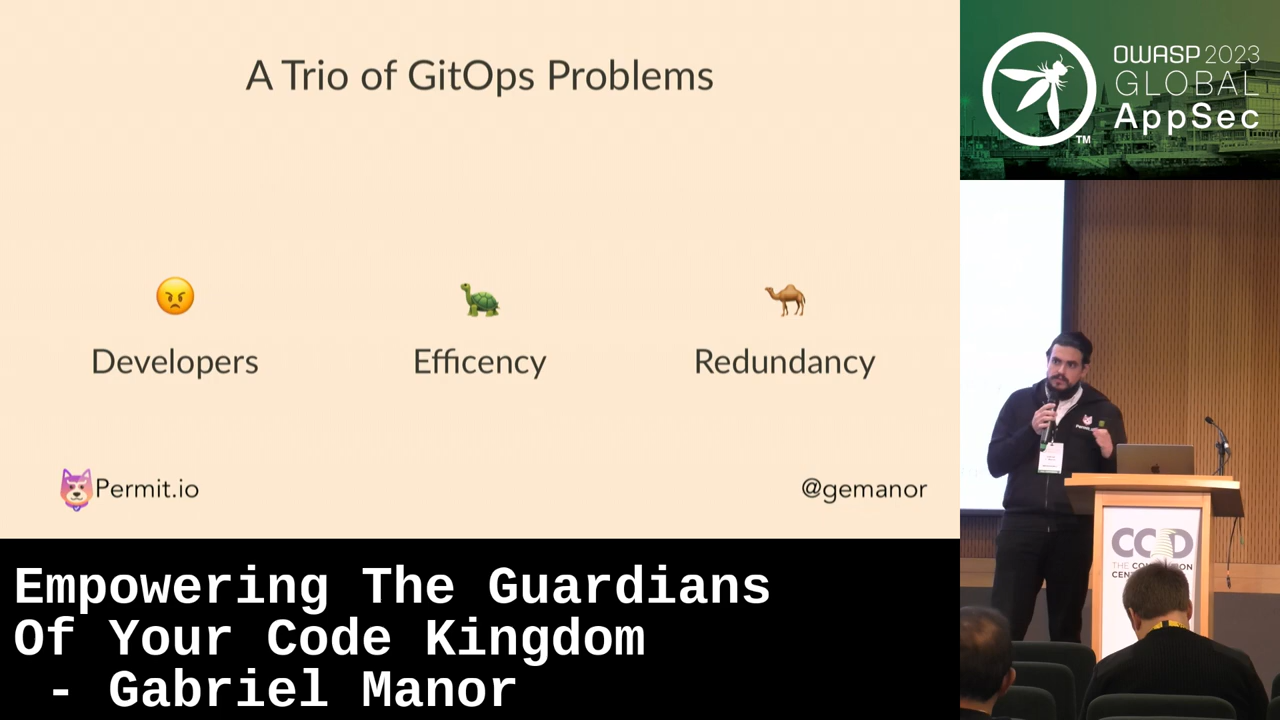 A Trio of GitOps Problems
Developers
Efficency
Redundancy
Permit.io
@gemanor
Empowering The Guardians
Of Your Code Kingdom
- Gabriel Manor
OWASP 2023
GLOBAL
AppSec
TM